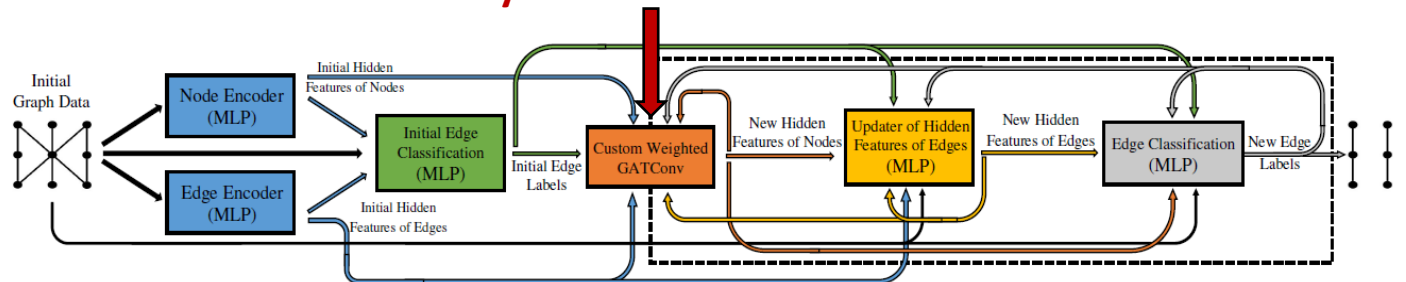 Initial
Graph Data
Node Encoder
(MLP)
Edge Encoder
(MLP)
Initial Hidden
Features of Nodes
Initial Hidden
Features of Edges
Initial Edge
Classification
(MLP)
Initial Edge
Labels
Custom Weighted
GATConv
New Hidden
Features of Nodes
Updater of Hidden
Features of Edges
(MLP)
New Hidden
Features of Edges
Edge Classification
(MLP)
New Edge
Labels